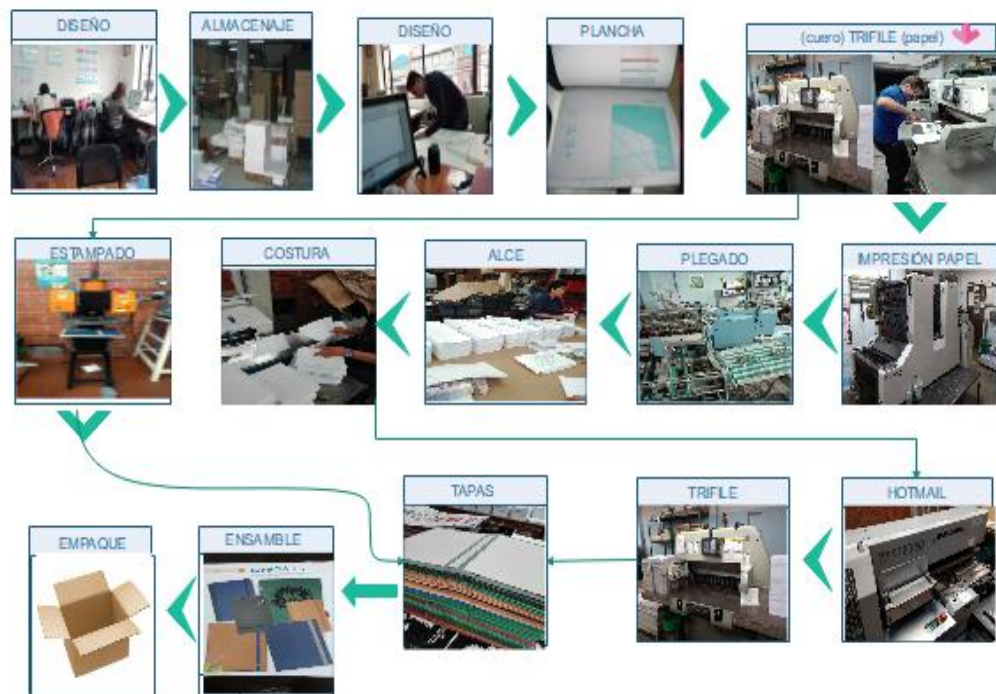 DISEÑO
ALMACENAJE
DISEÑO
PLANCHA
(cuero) TRIFILE (papel)
ESTAMPADO
COSTURA
ALCE
PLEGADO
IMPRESIÓN PAPEL
EMPAQUE
ENSAMBLE
TAPAS
TRIFILE
HOTMAIL